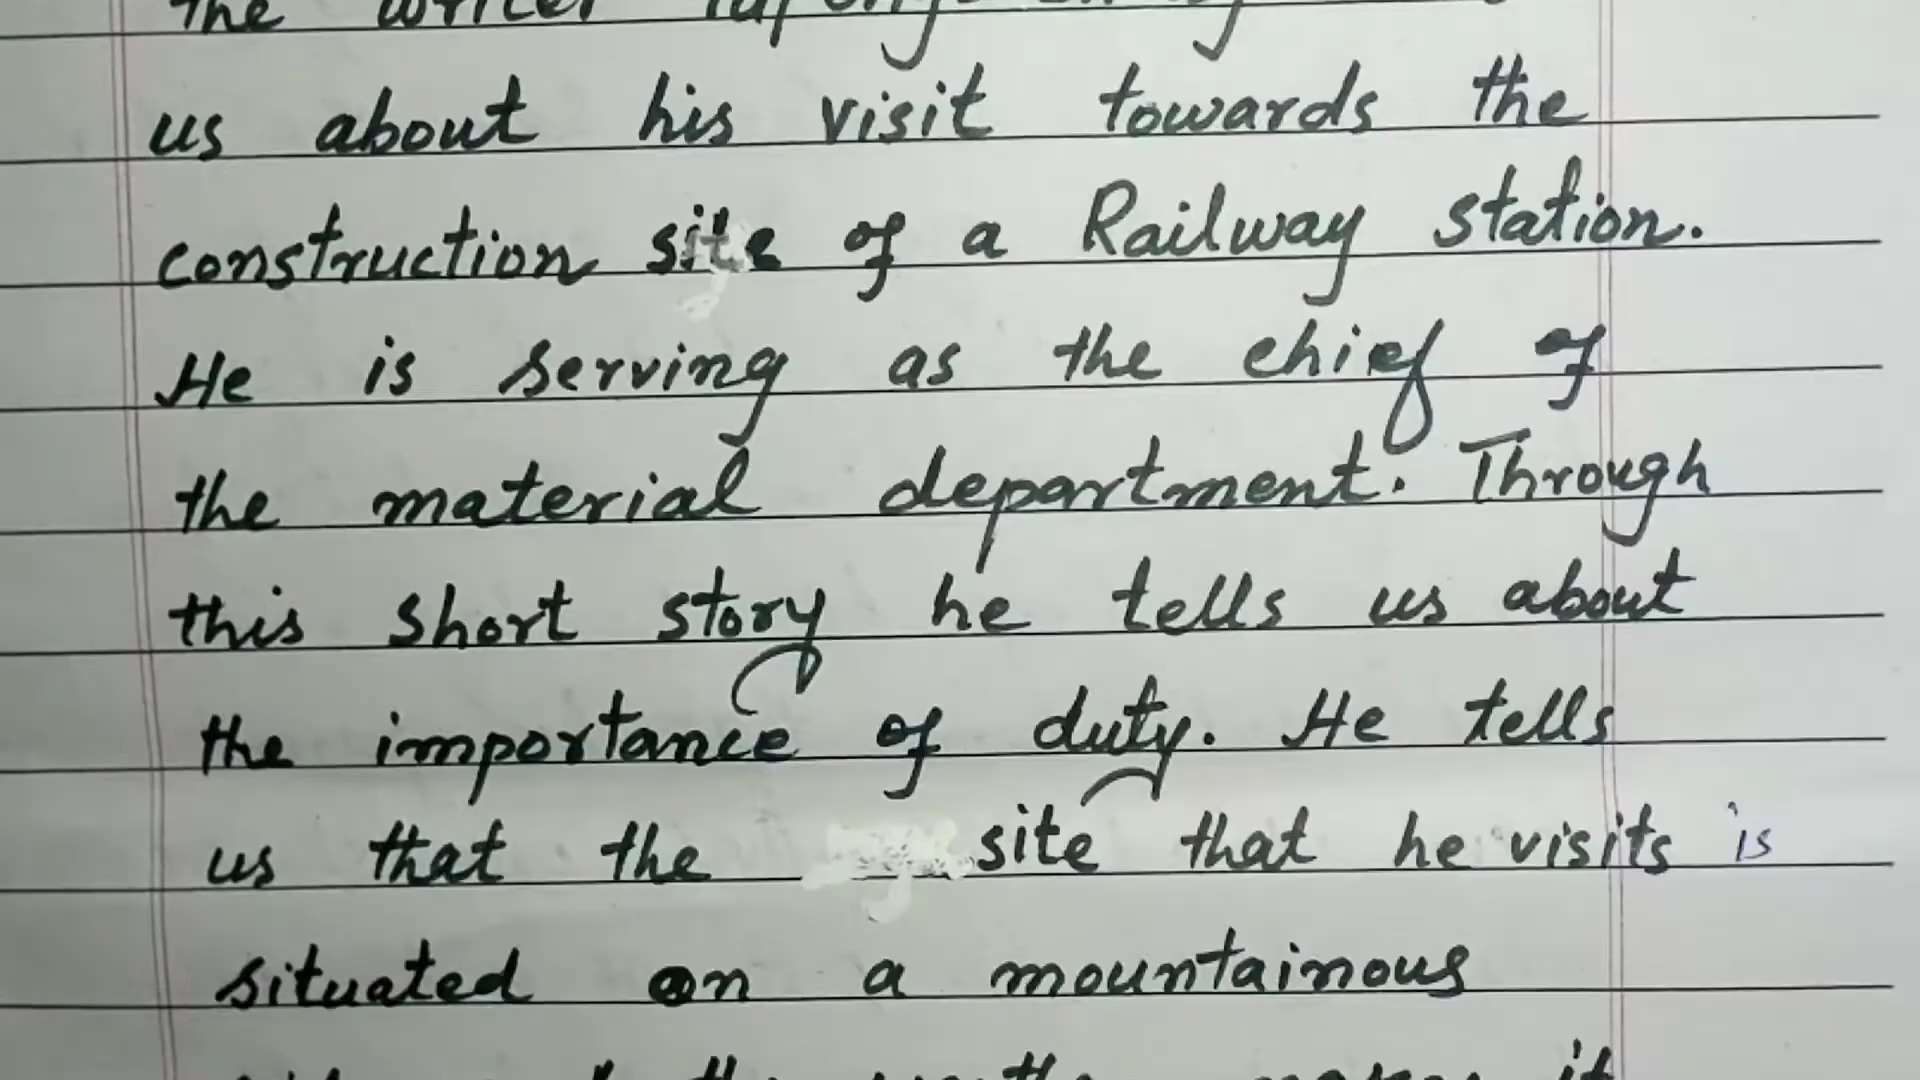 the writer
us about his visit towards the
construction site of a Railway station.
He is serving as the chief of
the material department. Through
this short story he tells us about
the importance of duty. He tells
us that the site that he visits is
situated on a mountainous